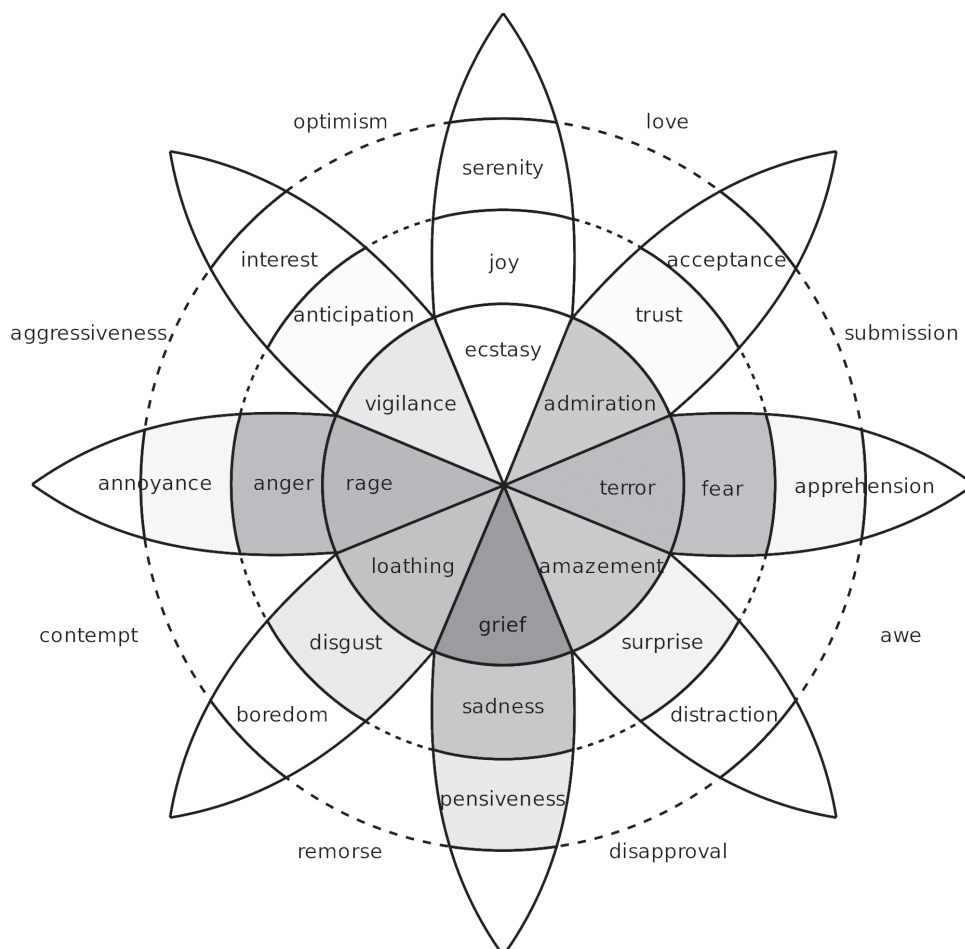 optimism
love
serenity
interest
joy
acceptance
anticipation
trust
aggressiveness
submission
ecstasy
vigilance
admiration
annoyance
anger
rage
terror
fear
apprehension
loathing
amazement
contempt
grief
awe
disgust
surprise
sadness
boredom
distraction
pensiveness
remorse
disapproval